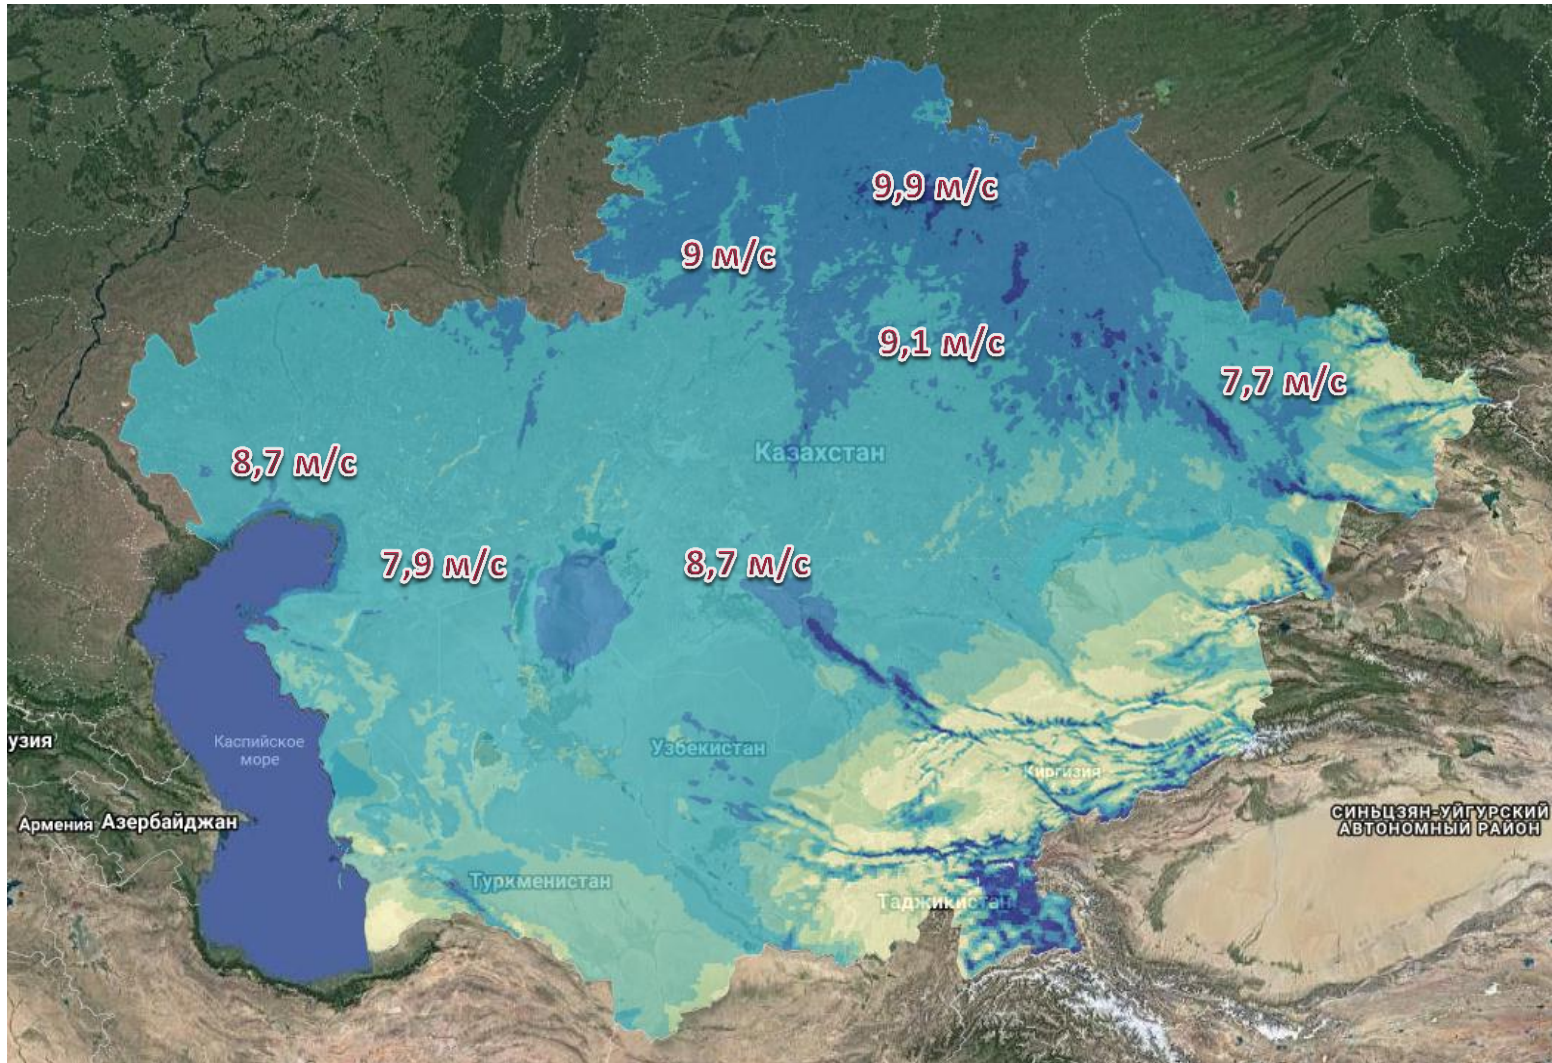 9,9 м/с
9 м/с
9,1 м/с
7,7 м/с
Казахстан
8,7 м/с
7,9 м/с
8,7 м/с
узия
Каспийское
море
Узбекистан
Киргизия
Армения
Азербайджан
СИНЬЦЗЯН-УЙГУРСКИЙ
АВТОНОМНЫЙ РАЙОН
Туркменистан
Таджикистан